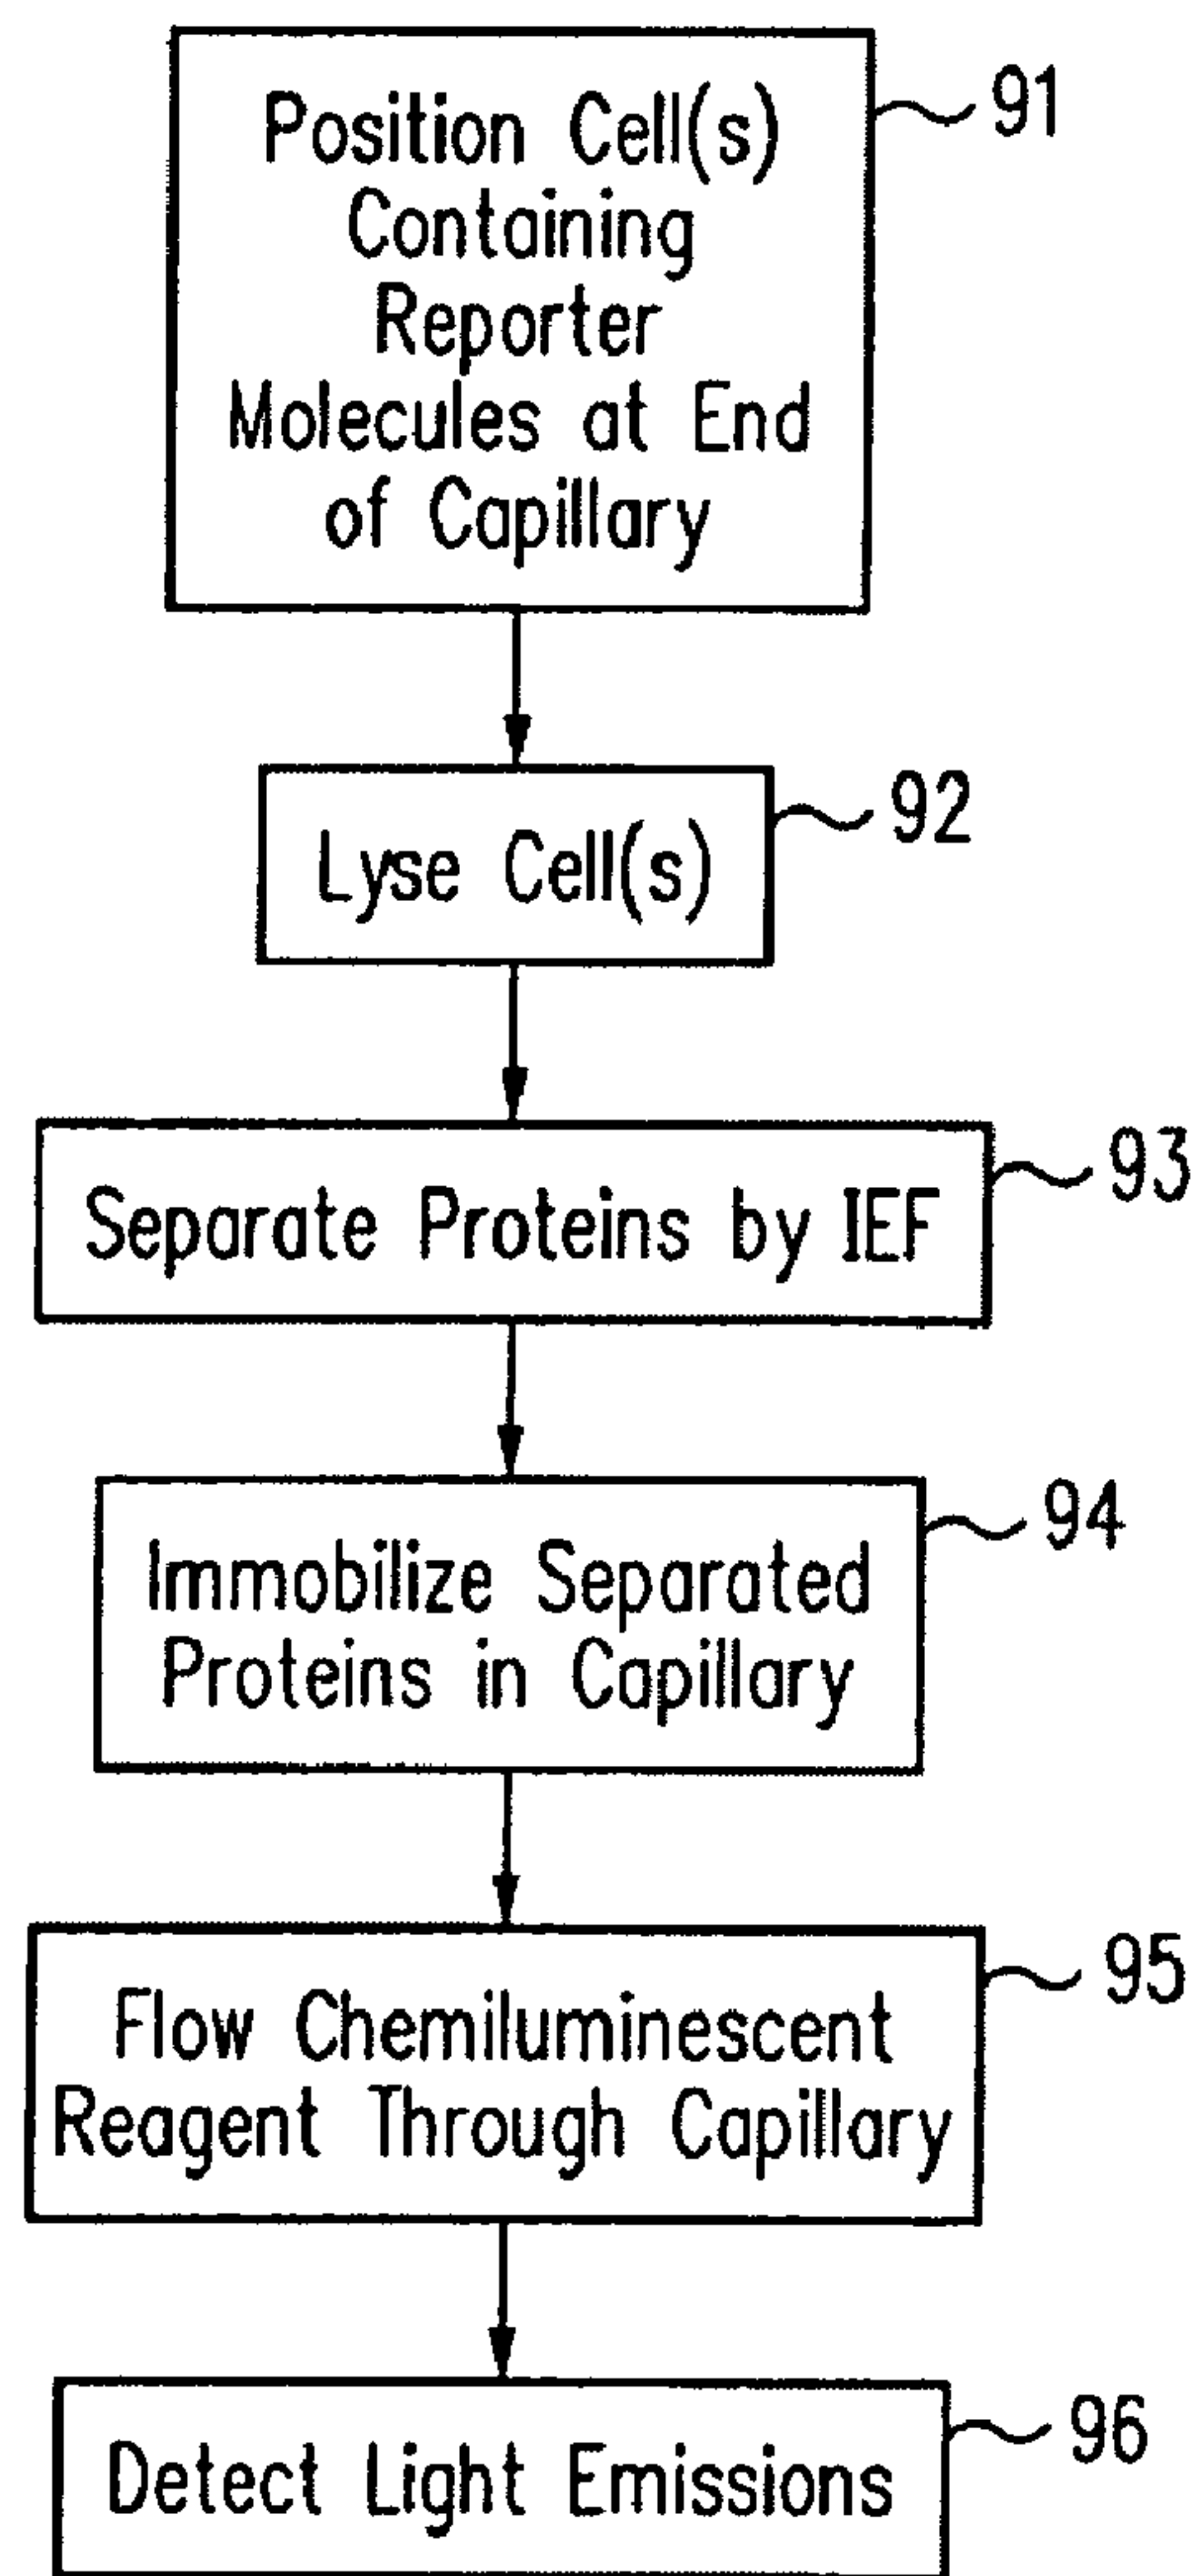 Position Cell(s)
Containing
Reporter
Molecules at End
of Capillary
91
Lyse Cell(s)
92
Separate Proteins by IEF
93
Immobilize Separated
Proteins in Capillary
94
Flow Chemiluminescent
Reagent Through Capillary
95
Detect Light Emissions
96